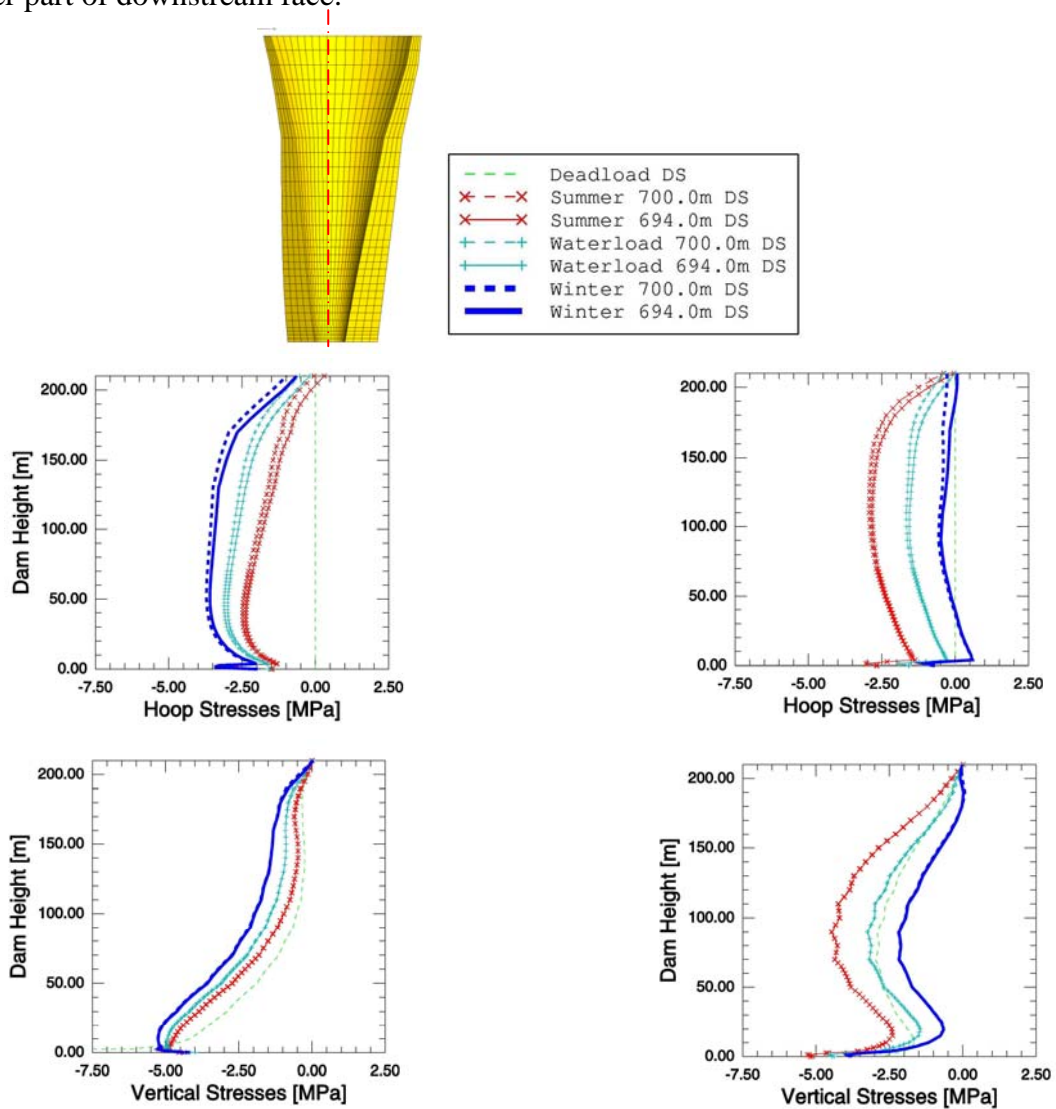 er part of downstream face.
Deadload DS
Summer 700.0m DS
Summer 694.0m DS
Waterload 700.0m DS
Waterload 694.0m DS
Winter 700.0m DS
Winter 694.0m DS
200.00
150.00
100.00
50.00
0.00
Dam Height [m]
-7.50 -5.00 -2.50 0.00 2.50
Hoop Stresses [MPa]
200.00
150.00
100.00
50.00
0.00
-7.50 -5.00 -2.50 0.00 2.50
Hoop Stresses [MPa]
200.00
150.00
100.00
50.00
0.00
Dam Height [m]
-7.50 -5.00 -2.50 0.00 2.50
Vertical Stresses [MPa]
200.00
150.00
100.00
50.00
0.00
Dam Height [m]
-7.50 -5.00 -2.50 0.00 2.50
Vertical Stresses [MPa]